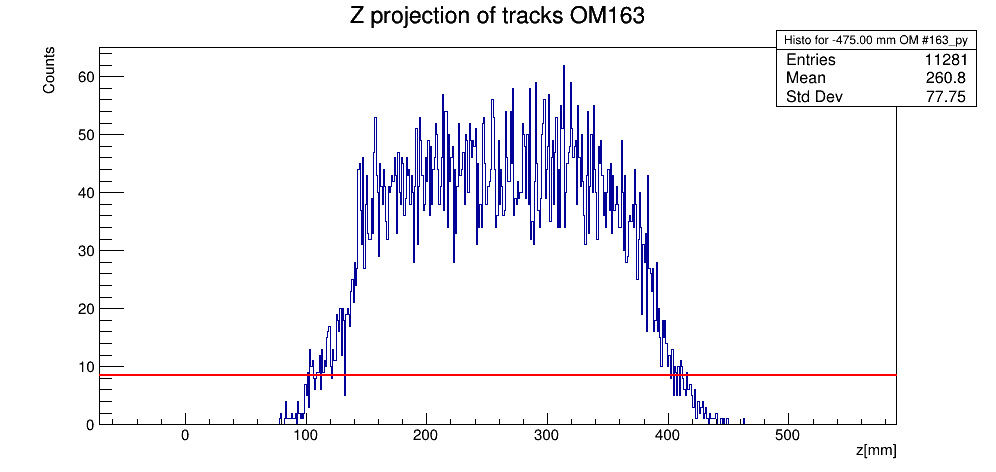 Z projection of tracks OM163
Histo for -475.00 mm OM #163_py
Entries 11281
Mean 260.8
Std Dev 77.75
Counts
60
50
40
30
20
10
0
0 100 200 300 400 500
z[mm]